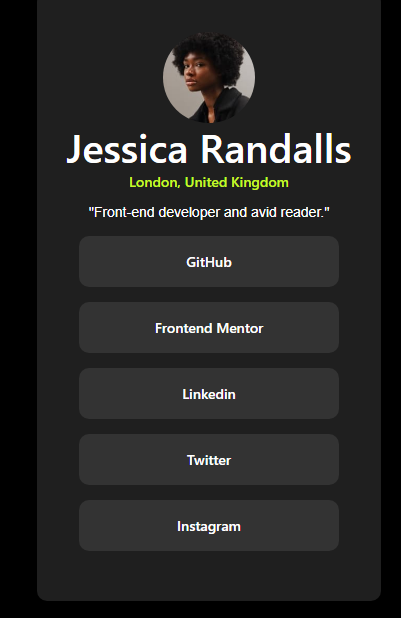 Jessica Randalls
London, United Kingdom
"Front-end developer and avid reader."
GitHub
Frontend Mentor
Linkedin
Twitter
Instagram